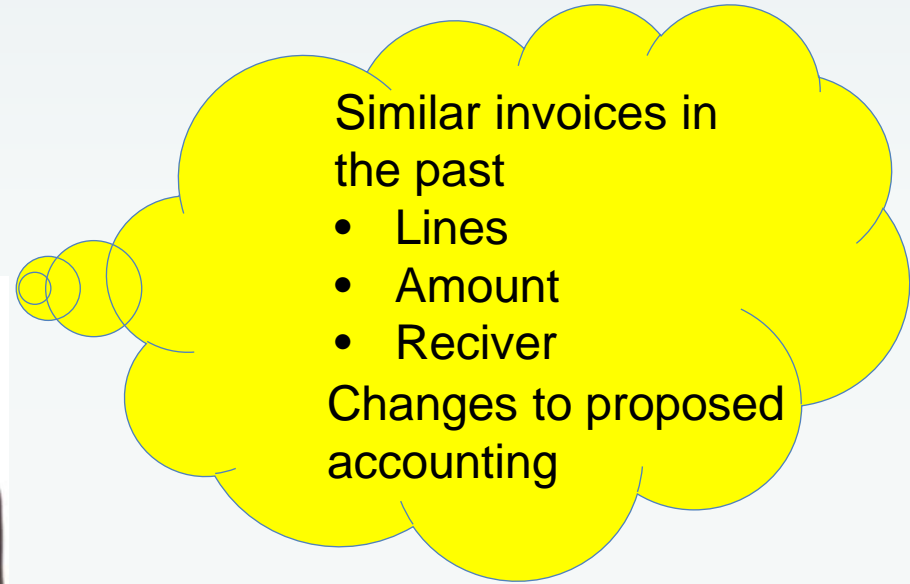 Similar invoices in
the past
• Lines
• Amount
• Reciver
Changes to proposed
accounting